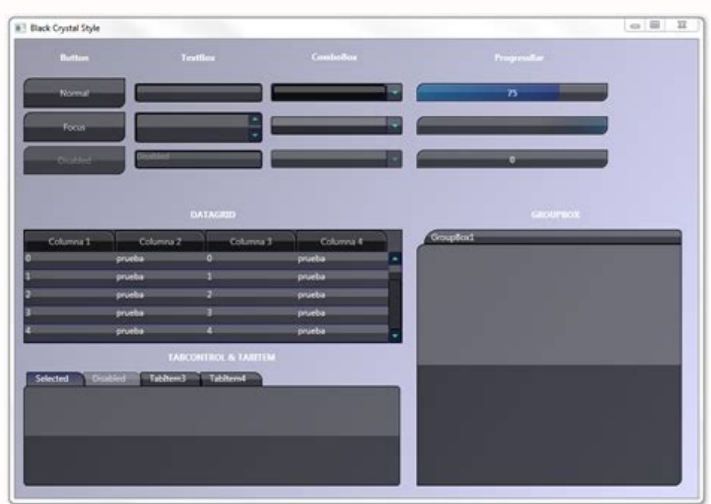 Black Crystal Style
Button TextBox ComboBox ProgressBar
Normal 75
Focus
Disabled Disabled 0
DATAGRID GROUPBOX
Columna 1 Columna 2 Columna 3 Columna 4
0 prueba 0 prueba
1 prueba 1 prueba
2 prueba 2 prueba
3 prueba 3 prueba
4 prueba 4 prueba
GroupBox1
TABCONTROL & TABITEM
Selected Disabled TabItem3 TabItem4